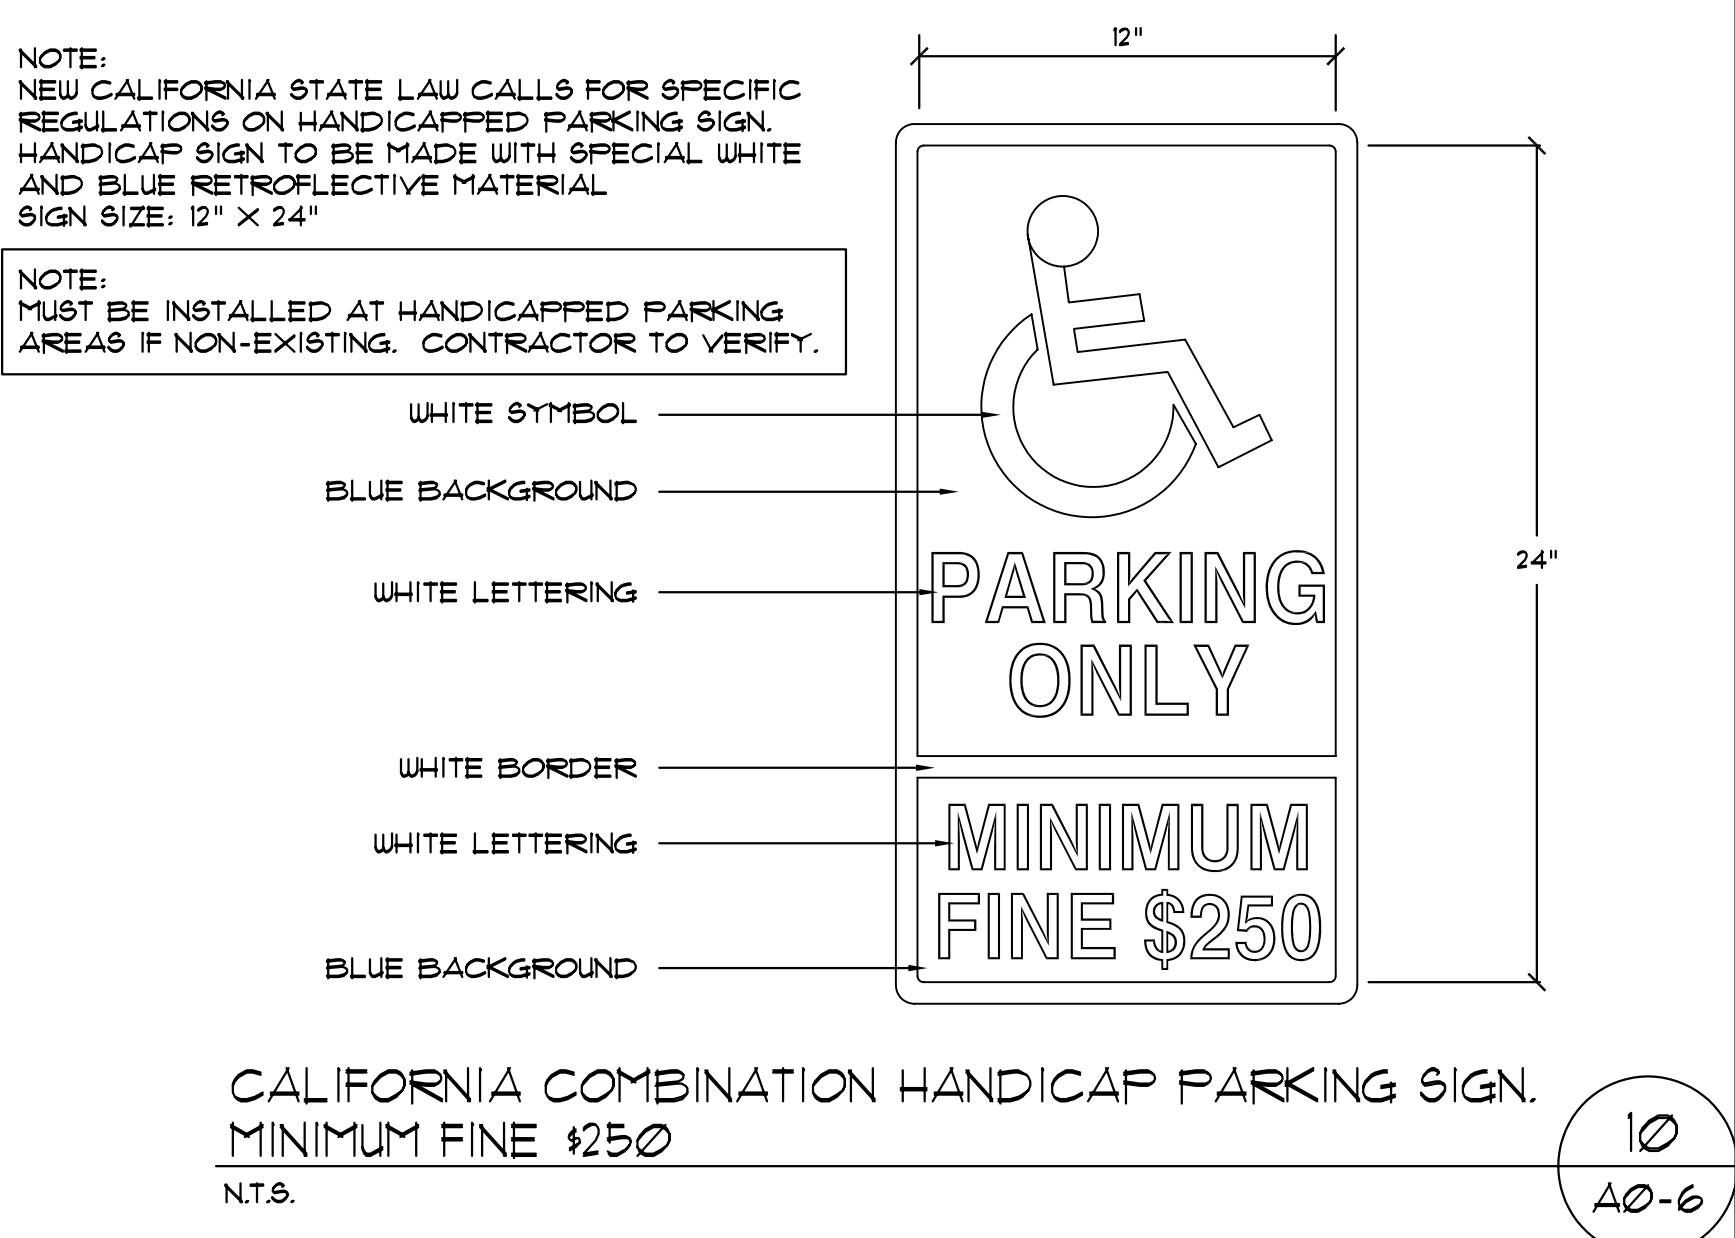 NOTE:
NEW CALIFORNIA STATE LAW CALLS FOR SPECIFIC
REGULATIONS ON HANDICAPPED PARKING SIGN.
HANDICAP SIGN TO BE MADE WITH SPECIAL WHITE
AND BLUE RETROFLECTIVE MATERIAL
SIGN SIZE: 12" X 24"
NOTE:
MUST BE INSTALLED AT HANDICAPPED PARKING
AREAS IF NON-EXISTING. CONTRACTOR TO VERIFY.
WHITE SYMBOL
BLUE BACKGROUND
WHITE LETTERING
WHITE BORDER
WHITE LETTERING
BLUE BACKGROUND
12"
24"
PARKING
ONLY
MINIMUM
FINE $250
CALIFORNIA COMBINATION HANDICAP PARKING SIGN.
MINIMUM FINE $250
N.T.S.
10
A0-6